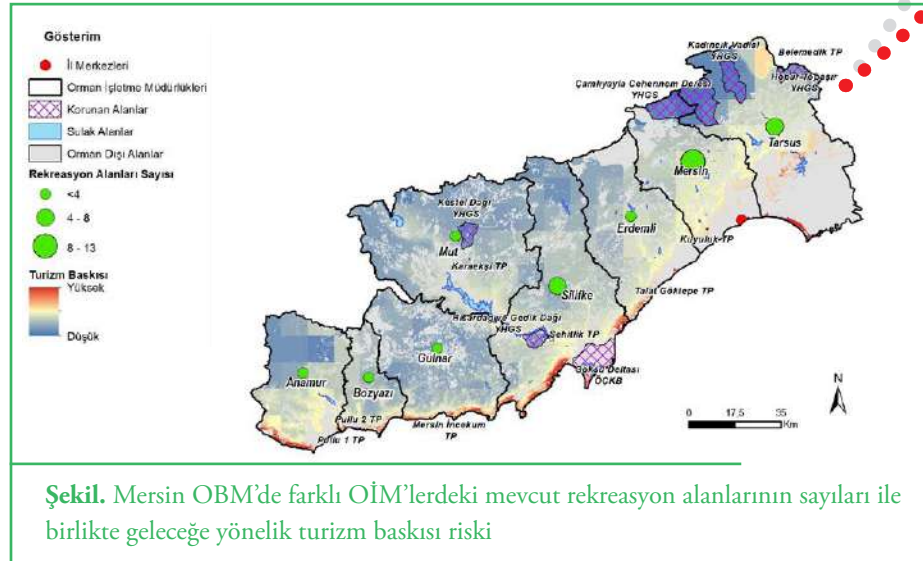 Gösterim
İl Merkezleri
Orman İşletme Müdürlükleri
Korunan Alanlar
Sulak Alanlar
Orman Dışı Alanlar
Rekreasyon Alanları Sayısı
<4
4 - 8
8 - 13
Turizm Baskısı
Yüksek
Düşük
Kadıncık Vadisi
YHGS
Belemedik TP
Çamlıyayla Cehennem Deresi
YHGS
YHGS
Tarsus
Mersin
Kestel Dağı
YHGS
Mut
Erdemli
Kuyuluk TP
Karaekşi TP
Silifke
Talat Göktepe TP
Gedik Dağı
YHGS
Şehitlik TP
Gülnar
Göksu Deltası
ÖÇKB
Anamur
Bozyazı
Pullu 2 TP
Pullu 1 TP
Mersin İncekum
TP
N
0 17,5 35
Km
Şekil. Mersin OBM’de farklı OİM’lerdeki mevcut rekreasyon alanlarının sayıları ile
birlikte geleceğe yönelik turizm baskısı riski